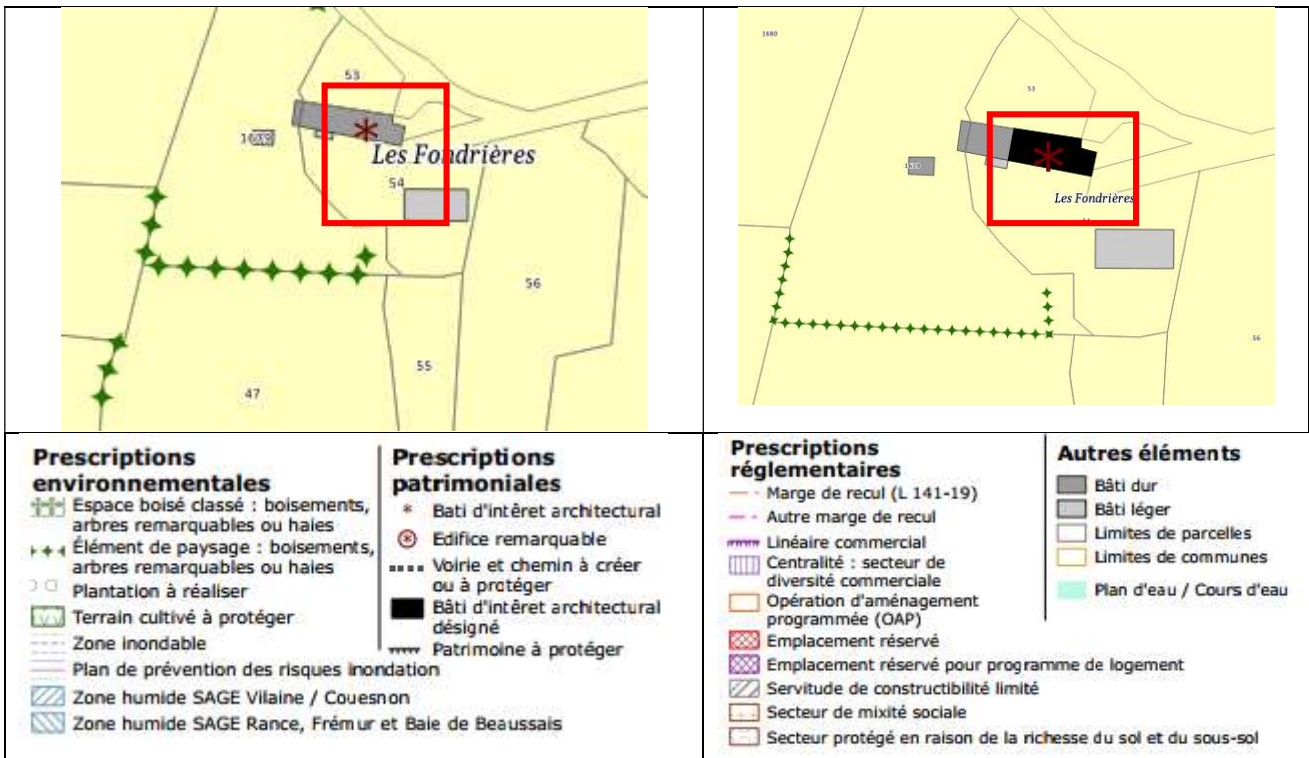 53
Les Fondrières
54
56
55
47
1680
53
Les Fondrières
56
Prescriptions
environnementales
Espace boisé classé : boisements,
arbres remarquables ou haies
Élément de paysage : boisements,
arbres remarquables ou haies
Plantation à réaliser
Terrain cultivé à protéger
Zone inondable
Plan de prévention des risques inondation
Zone humide SAGE Vilaine / Couesnon
Zone humide SAGE Rance, Frémur et Baie de Beaussais
Prescriptions
patrimoniales
Bati d'intêret architectural
Edifice remarquable
Voirie et chemin à créer
ou à protéger
Bâti d'intêret architectural
désigné
Patrimoine à protéger
Prescriptions
réglementaires
Marge de recul (L 141-19)
Autre marge de recul
Linéaire commercial
Centralité : secteur de
diversité commerciale
Opération d'aménagement
programmée (OAP)
Emplacement réservé
Emplacement réservé pour programme de logement
Servitude de constructibilité limité
Secteur de mixité sociale
Secteur protégé en raison de la richesse du sol et du sous-sol
Autres éléments
Bâti dur
Bâti léger
Limites de parcelles
Limites de communes
Plan d'eau / Cours d'eau